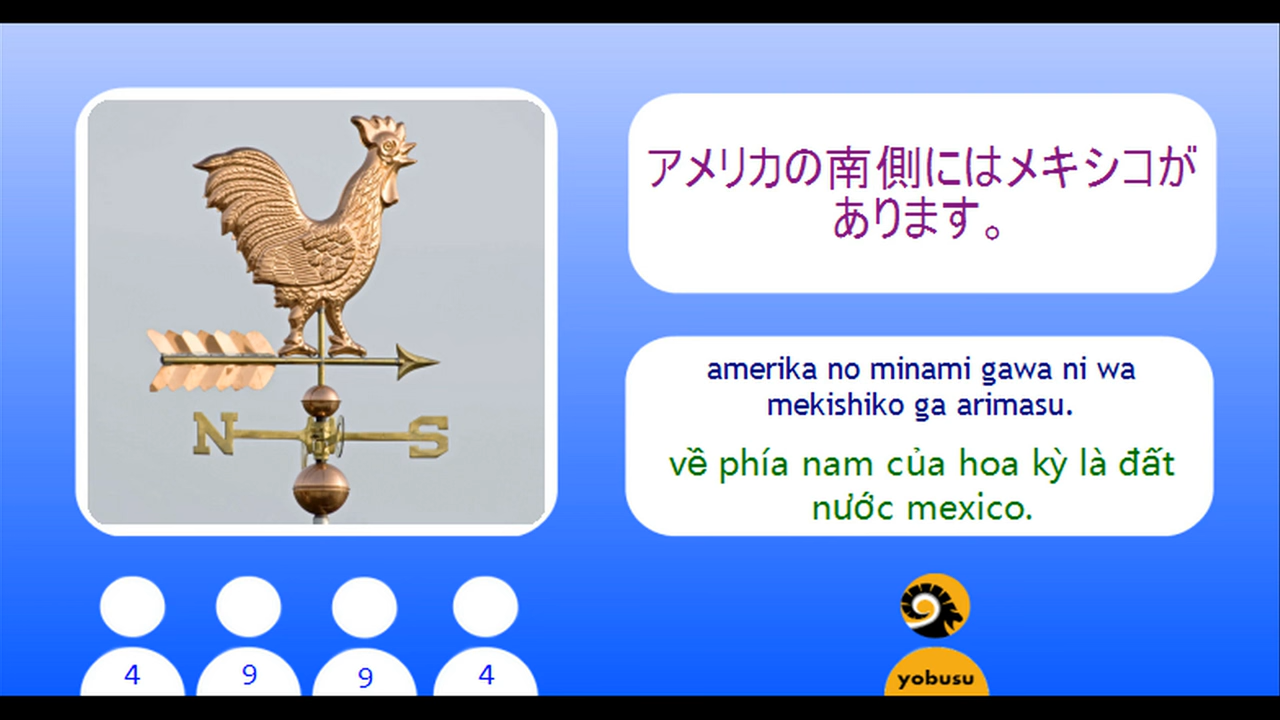 アメリカの南側にはメキシコが
あります。
amerika no minami gawa ni wa
mekishiko ga arimasu.
về phía nam của hoa kỳ là đất
nước mexico.
N S
4 9 9 4
yobusu